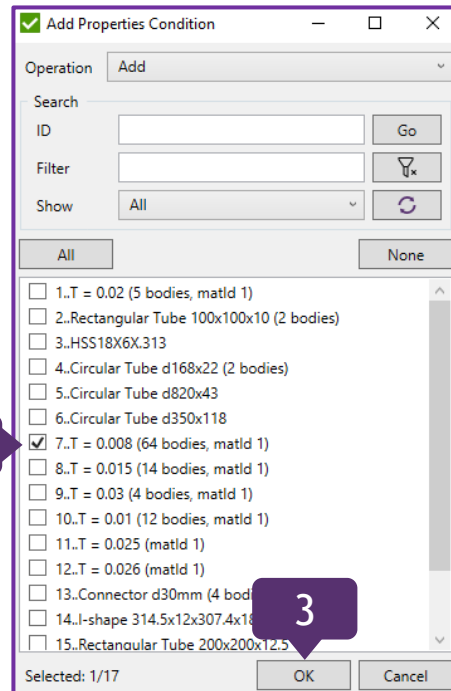 Add Properties Condition
Operation Add
Search
ID Go
Filter
Show All
All None
1..T = 0.02 (5 bodies, matId 1)
2..Rectangular Tube 100x100x10 (2 bodies)
3..HSS18X6X.313
4..Circular Tube d168x22 (2 bodies)
5..Circular Tube d820x43
6..Circular Tube d350x118
7..T = 0.008 (64 bodies, matId 1)
8..T = 0.015 (14 bodies, matId 1)
9..T = 0.03 (4 bodies, matId 1)
10..T = 0.01 (12 bodies, matId 1)
11..T = 0.025 (matId 1)
12..T = 0.026 (matId 1)
13..Connector d30mm (4 bodi
14..I-shape 314.5x12x307.4x18
15..Rectangular Tube 200x200x12.5
3
Selected: 1/17 OK Cancel